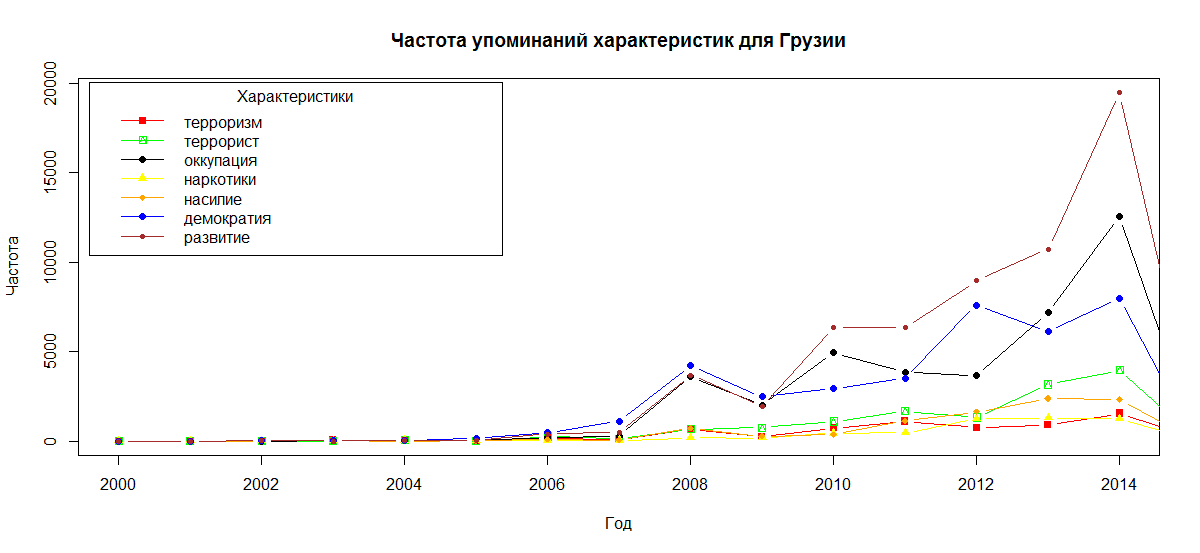 Частота упоминаний характеристик для Грузии
Характеристики
терроризм
террорист
оккупация
наркотики
насилие
демократия
развитие
Частота
20000
15000
10000
5000
0
2000 2002 2004 2006 2008 2010 2012 2014
Год